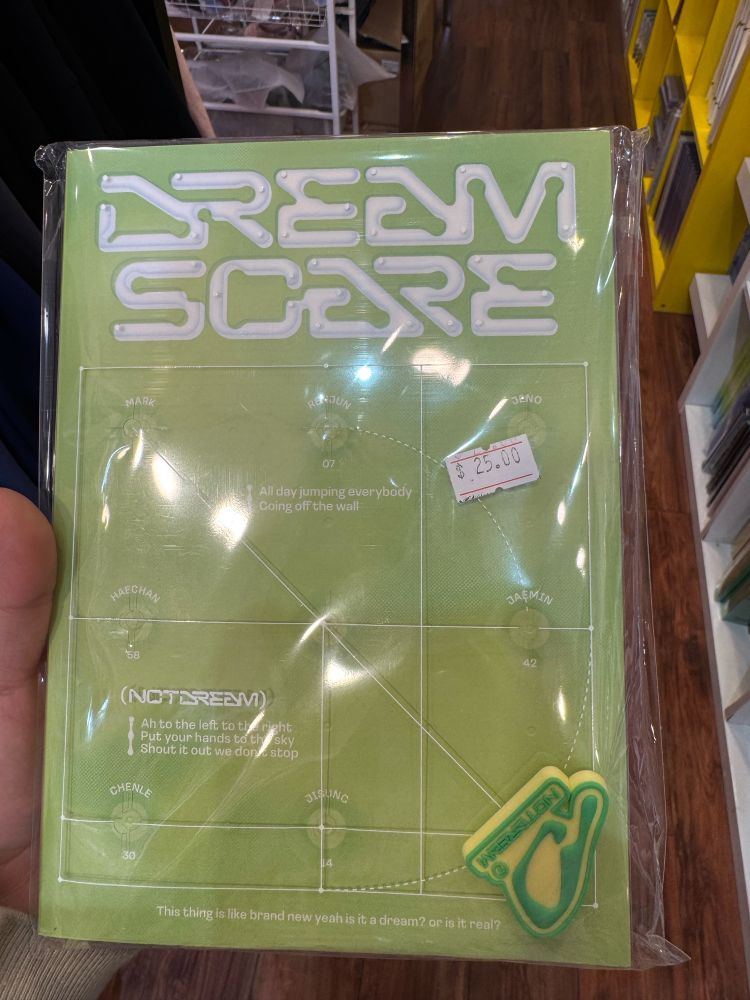 DREAM
SCAPE
MARK
RENJUN
JENO
07
$ 25.00
All day jumping everybody
Going off the wall
HAECHAN
JAEMIN
58
42
(NCTDREAM)
Ah to the left to the right
Put your hands to the sky
Shout it out we don't stop
CHENLE
JISUNG
30
14
NCTDREAM
This thing is like brand new yeah is it a dream? or is it real?